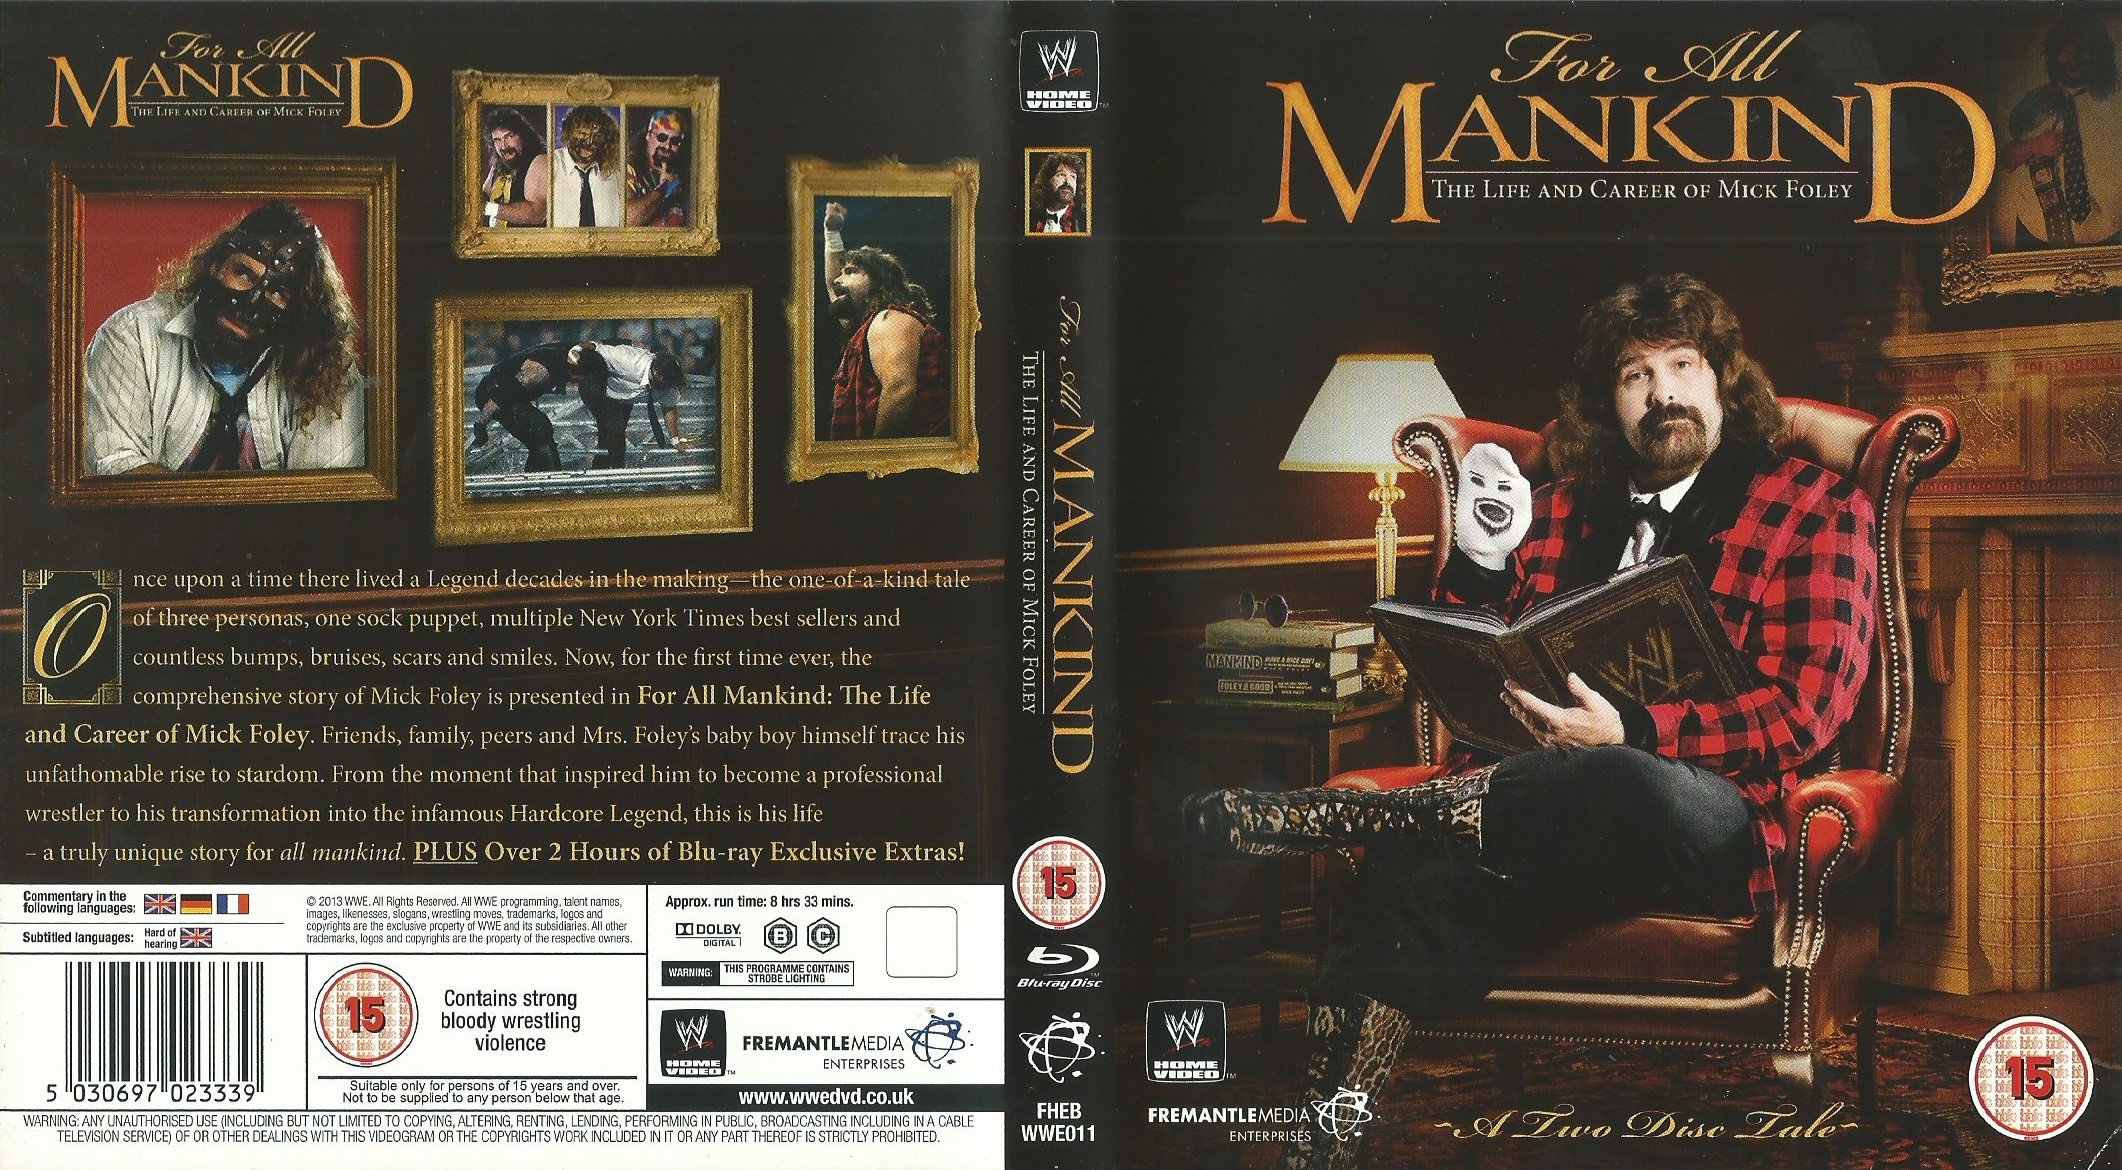 For All
MANKIND
THE LIFE AND CAREER OF MICK FOLEY
Once upon a time there lived a Legend decades in the making—the one-of-a-kind tale
of three personas, one sock puppet, multiple New York Times best sellers and
countless bumps, bruises, scars and smiles. Now, for the first time ever, the
comprehensive story of Mick Foley is presented in For All Mankind: The Life
and Career of Mick Foley. Friends, family, peers and Mrs. Foley's baby boy himself trace his
unfathomable rise to stardom. From the moment that inspired him to become a professional
wrestler to his transformation into the infamous Hardcore Legend, this is his life
– a truly unique story for all mankind. PLUS Over 2 Hours of Blu-ray Exclusive Extras!
Commentary in the
following languages:
Subtitled languages:
Hard of
hearing
© 2013 WWE. All Rights Reserved. All WWE programming, talent names,
images, likenesses, slogans, wrestling moves, trademarks, logos and
copyrights are the exclusive property of WWE and its subsidiaries. All other
trademarks, logos and copyrights are the property of the respective owners.
Approx. run time: 8 hrs 33 mins.
DOLBY
DIGITAL
B
C
WARNING:
THIS PROGRAMME CONTAINS
STROBE LIGHTING
5 030697 023339
15
Contains strong
bloody wrestling
violence
Suitable only for persons of 15 years and over.
Not to be supplied to any person below that age.
W
HOME
VIDEO™
FREMANTLEMEDIA
ENTERPRISES
www.wwedvd.co.uk
WARNING: ANY UNAUTHORISED USE (INCLUDING BUT NOT LIMITED TO COPYING, ALTERING, RENTING, LENDING, PERFORMING IN PUBLIC, BROADCASTING INCLUDING IN A CABLE
TELEVISION SERVICE) OF OR OTHER DEALINGS WITH THIS VIDEOGRAM OR THE COPYRIGHTS WORK INCLUDED IN IT OR ANY PART THEREOF IS STRICTLY PROHIBITED.
W
HOME
VIDEO™
For All MANKIND
THE LIFE AND CAREER OF MICK FOLEY
15
Blu-ray Disc
FHEB
WWE011
For All
MANKIND
THE LIFE AND CAREER OF MICK FOLEY
MANKIND HAVE A NICE DAY!
FOLEY IS GOOD
W
W
HOME
VIDEO™
FREMANTLEMEDIA
ENTERPRISES
~A Two Disc Tale~
15